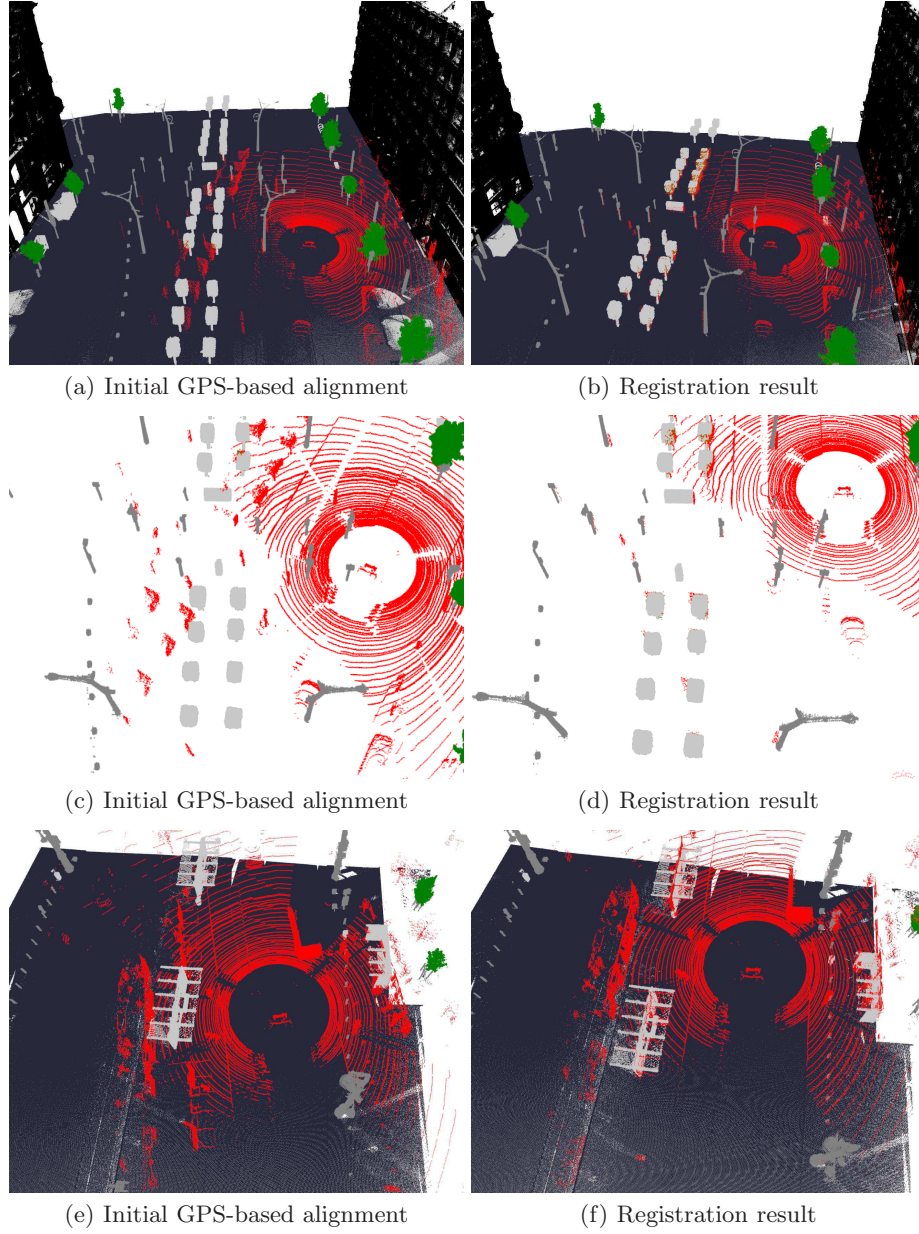 (a) Initial GPS-based alignment
(b) Registration result
(c) Initial GPS-based alignment
(d) Registration result
(e) Initial GPS-based alignment
(f) Registration result